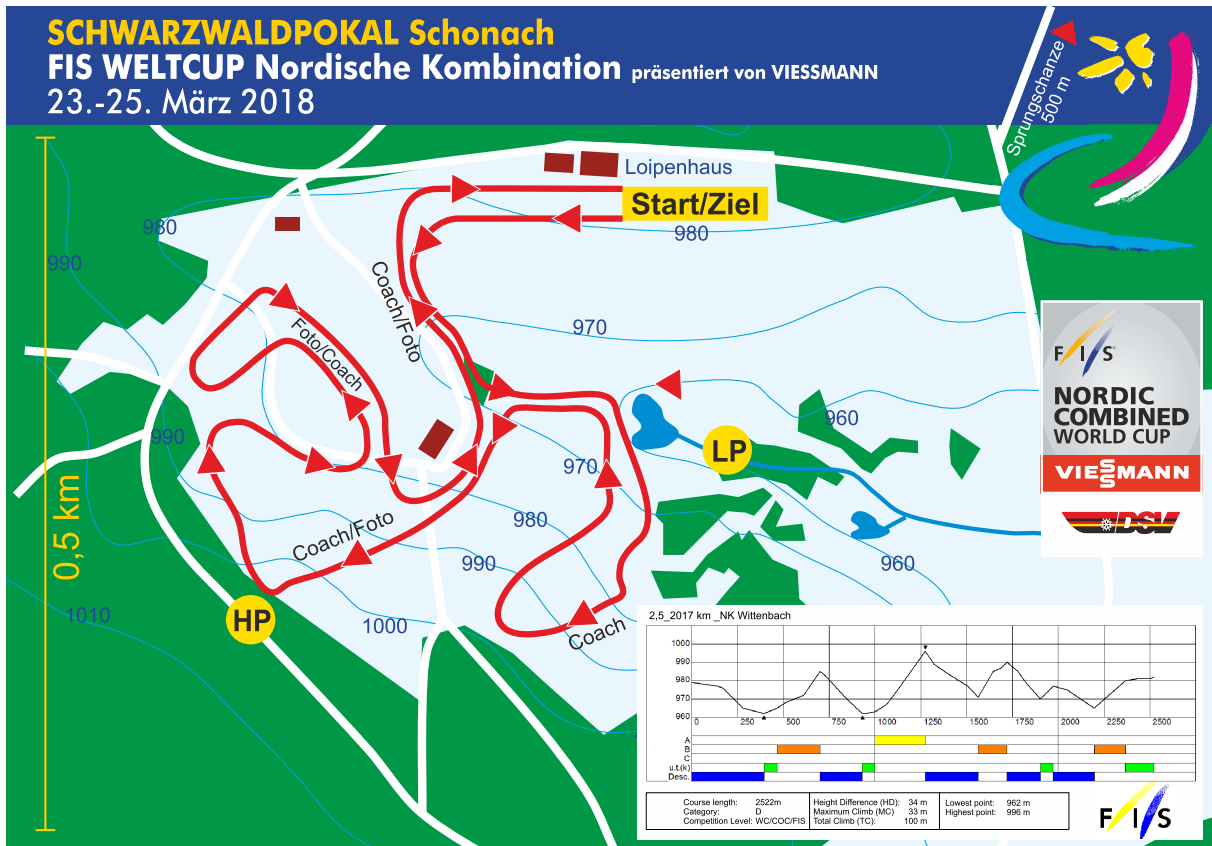 SCHWARZWALDPOKAL Schonach
FIS WELTCUP Nordische Kombination präsentiert von VIESSMANN
23.-25. März 2018
Sprungschanze
500 m
Loipenhaus
Start/Ziel
980
980
990
Coach/Foto
970
Foto/Coach
FIS
NORDIC
COMBINED
WORLD CUP
VIESSMANN
DSV
960
990
LP
970
0,5 km
980
Coach/Foto
990
960
1010
HP
1000
Coach
2,5_2017 km _NK Wittenbach
1000
990
980
970
960
0 250 500 750 1000 1250 1500 1750 2000 2250 2500
A
B
C
u.t.(k)
Desc.
Course length: 2522m
Category: D
Competition Level: WC/COC/FIS
Height Difference (HD): 34 m
Maximum Climb (MC) 33 m
Total Climb (TC): 100 m
Lowest point: 962 m
Highest point: 996 m
FIS